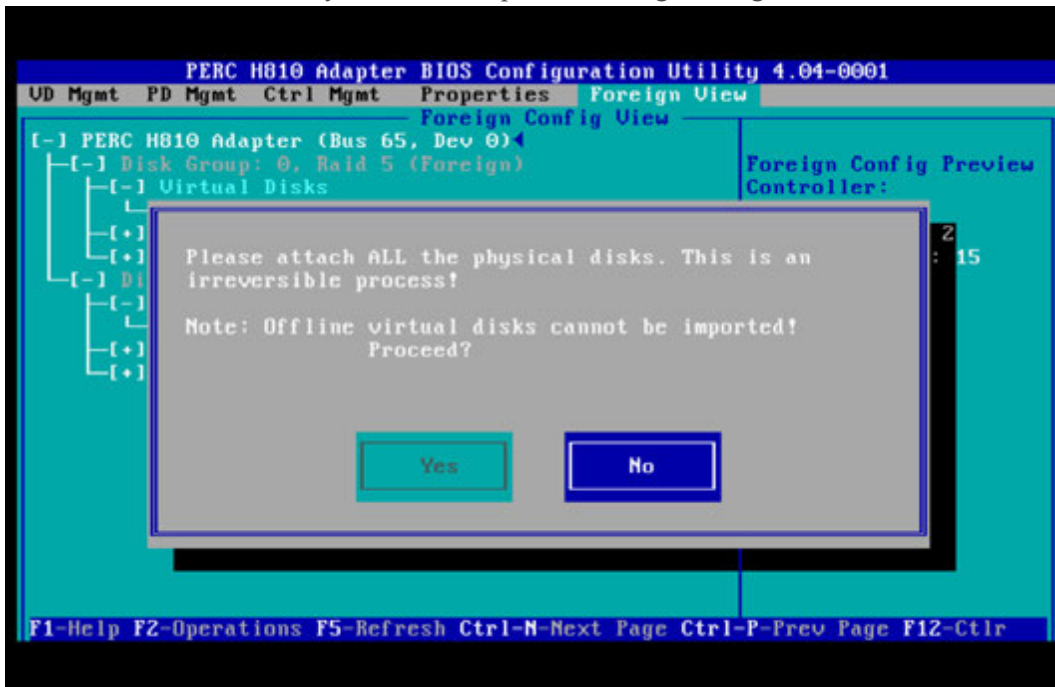 PERC H810 Adapter BIOS Configuration Utility 4.04-0001
VD Mgmt PD Mgmt Ctrl Mgmt Properties Foreign View
Foreign Config View
[-] PERC H810 Adapter (Bus 65, Dev 0)
[-] Disk Group: 0, Raid 5 (Foreign)
Foreign Config Preview
[-] Virtual Disks
Controller:
[+]
2
[+]
: 15
[-] Di
[-]
[+]
[+]
Please attach ALL the physical disks. This is an
irreversible process!
Note: Offline virtual disks cannot be imported!
Proceed?
Yes
No
F1-Help F2-Operations F5-Refresh Ctrl-N-Next Page Ctrl-P-Prev Page F12-Ctlr